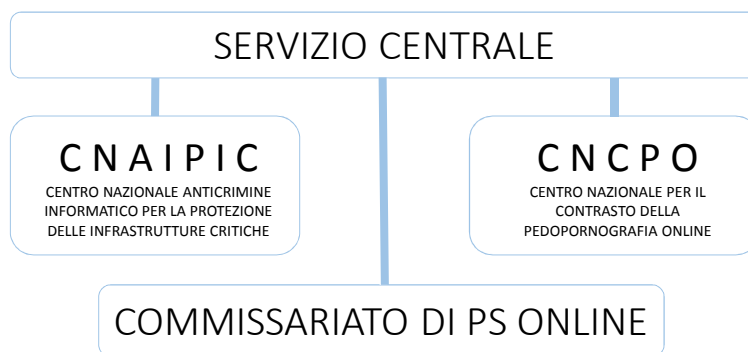 SERVIZIO CENTRALE
C N A I P I C
CENTRO NAZIONALE ANTICRIMINE
INFORMATICO PER LA PROTEZIONE
DELLE INFRASTRUTTURE CRITICHE
C N C P O
CENTRO NAZIONALE PER IL
CONTRASTO DELLA
PEDOPORNOGRAFIA ONLINE
COMMISSARIATO DI PS ONLINE